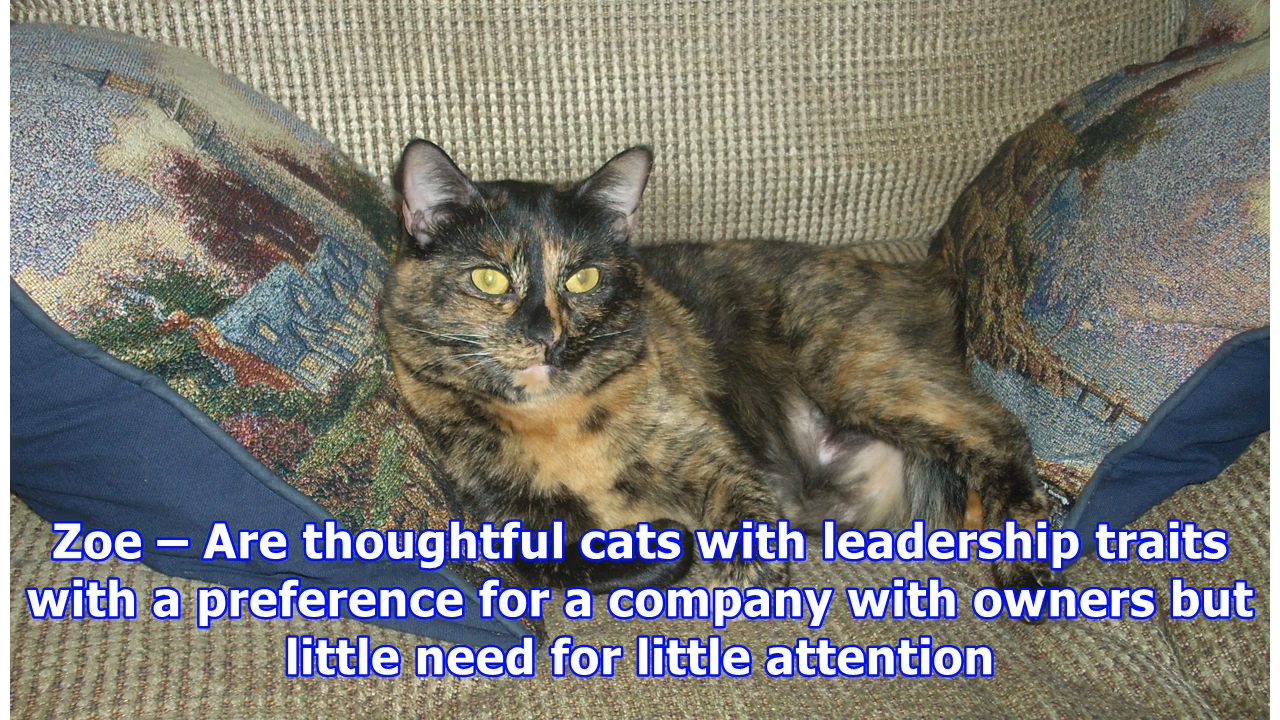 Zoe – Are thoughtful cats with leadership traits
with a preference for a company with owners but
little need for little attention